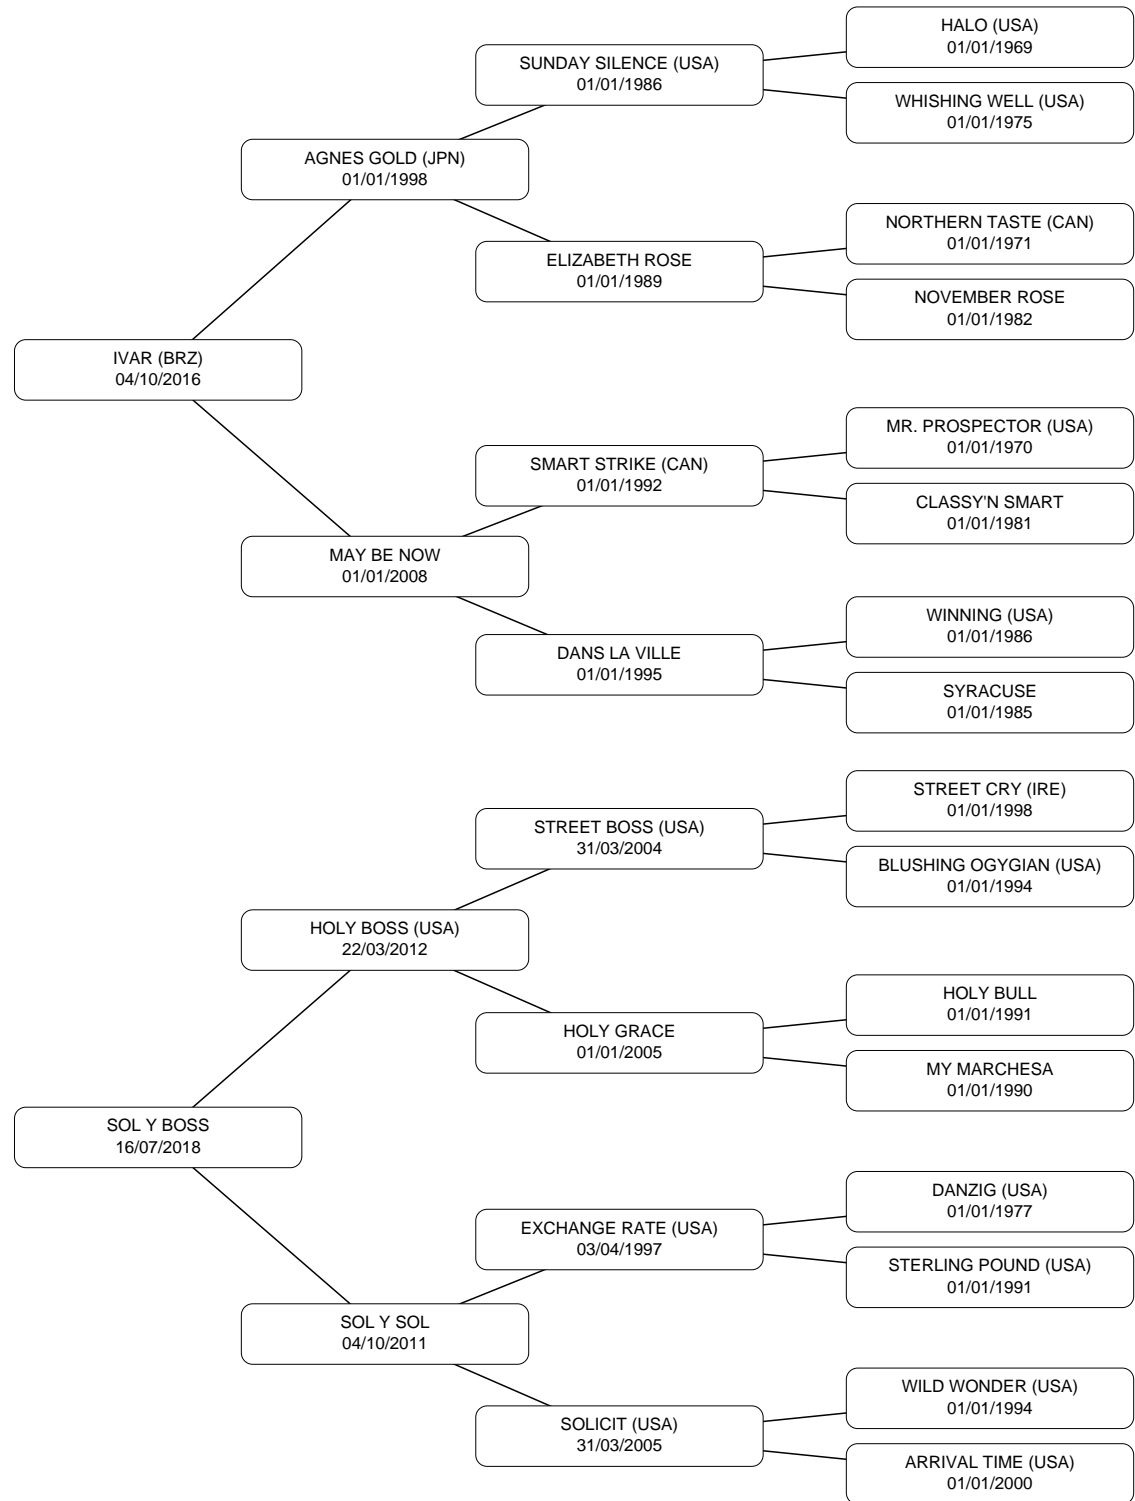 HALO (USA)
01/01/1969
SUNDAY SILENCE (USA)
01/01/1986
WHISHING WELL (USA)
01/01/1975
AGNES GOLD (JPN)
01/01/1998
NORTHERN TASTE (CAN)
01/01/1971
ELIZABETH ROSE
01/01/1989
NOVEMBER ROSE
01/01/1982
IVAR (BRZ)
04/10/2016
MR. PROSPECTOR (USA)
01/01/1970
SMART STRIKE (CAN)
01/01/1992
CLASSY'N SMART
01/01/1981
MAY BE NOW
01/01/2008
WINNING (USA)
01/01/1986
DANS LA VILLE
01/01/1995
SYRACUSE
01/01/1985
STREET CRY (IRE)
01/01/1998
STREET BOSS (USA)
31/03/2004
BLUSHING OGYGIAN (USA)
01/01/1994
HOLY BOSS (USA)
22/03/2012
HOLY BULL
01/01/1991
HOLY GRACE
01/01/2005
MY MARCHESA
01/01/1990
SOL Y BOSS
16/07/2018
DANZIG (USA)
01/01/1977
EXCHANGE RATE (USA)
03/04/1997
STERLING POUND (USA)
01/01/1991
SOL Y SOL
04/10/2011
WILD WONDER (USA)
01/01/1994
SOLICIT (USA)
31/03/2005
ARRIVAL TIME (USA)
01/01/2000